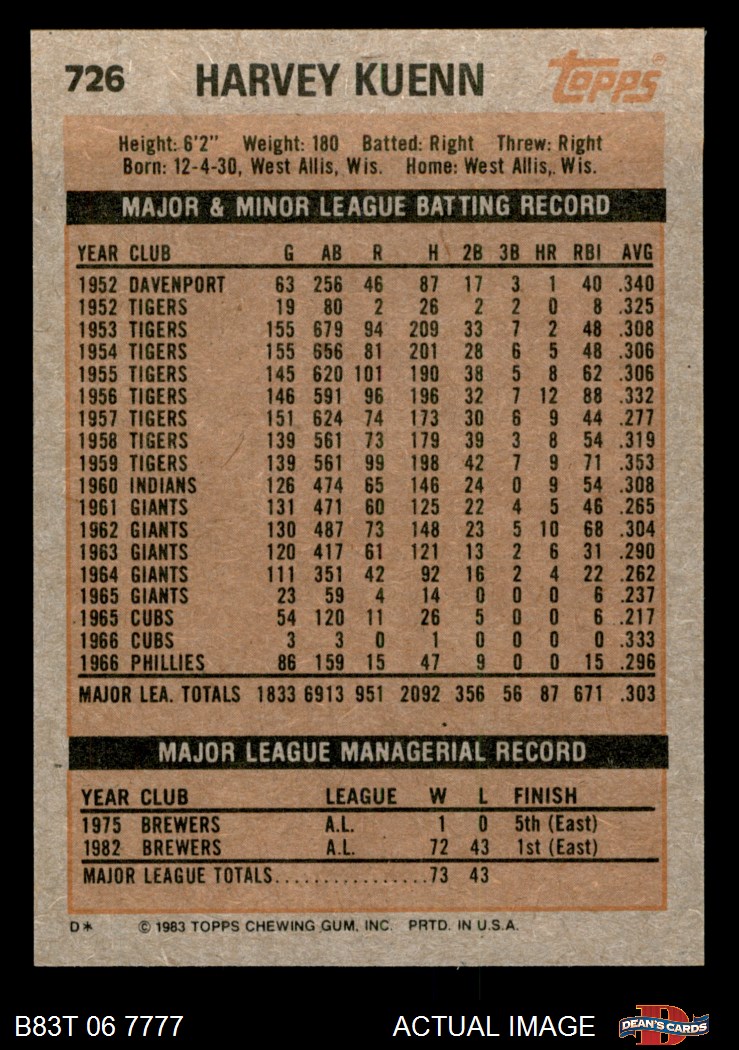 726 HARVEY KUENN Topps®
Height: 6'2" Weight: 180 Batted: Right Threw: Right
Born: 12-4-30, West Allis, Wis. Home: West Allis, Wis.
MAJOR & MINOR LEAGUE BATTING RECORD
YEAR CLUB G AB R H 2B 3B HR RBI AVG
1952 DAVENPORT 63 256 46 87 17 3 1 40 .340
1952 TIGERS 19 80 2 26 2 2 0 8 .325
1953 TIGERS 155 679 94 209 33 7 2 48 .308
1954 TIGERS 155 656 81 201 28 6 5 48 .306
1955 TIGERS 145 620 101 190 38 5 8 62 .306
1956 TIGERS 146 591 96 196 32 7 12 88 .332
1957 TIGERS 151 624 74 173 30 6 9 44 .277
1958 TIGERS 139 561 73 179 39 3 8 54 .319
1959 TIGERS 139 561 99 198 42 7 9 71 .353
1960 INDIANS 126 474 65 146 24 0 9 54 .308
1961 GIANTS 131 471 60 125 22 4 5 46 .265
1962 GIANTS 130 487 73 148 23 5 10 68 .304
1963 GIANTS 120 417 61 121 13 2 6 31 .290
1964 GIANTS 111 351 42 92 16 2 4 22 .262
1965 GIANTS 23 59 4 14 0 0 0 6 .237
1965 CUBS 54 120 11 26 5 0 0 6 .217
1966 CUBS 3 3 0 1 0 0 0 0 .333
1966 PHILLIES 86 159 15 47 9 0 0 15 .296
MAJOR LEA. TOTALS 1833 6913 951 2092 356 56 87 671 .303
MAJOR LEAGUE MANAGERIAL RECORD
YEAR CLUB LEAGUE W L FINISH
1975 BREWERS A.L. 1 0 5th (East)
1982 BREWERS A.L. 72 43 1st (East)
MAJOR LEAGUE TOTALS................73 43
D* © 1983 TOPPS CHEWING GUM, INC. PRTD. IN U.S.A.
B83T 06 7777 ACTUAL IMAGE D DEAN'S CARDS